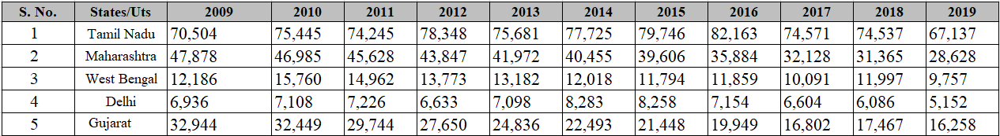 S. No. States/Uts 2009 2010 2011 2012 2013 2014 2015 2016 2017 2018 2019
1 Tamil Nadu 70,504 75,445 74,245 78,348 75,681 77,725 79,746 82,163 74,571 74,537 67,137
2 Maharashtra 47,878 46,985 45,628 43,847 41,972 40,455 39,606 35,884 32,128 31,365 28,628
3 West Bengal 12,186 15,760 14,962 13,773 13,182 12,018 11,794 11,859 10,091 11,997 9,757
4 Delhi 6,936 7,108 7,226 6,633 7,098 8,283 8,258 7,154 6,604 6,086 5,152
5 Gujarat 32,944 32,449 29,744 27,650 24,836 22,493 21,448 19,949 16,802 17,467 16,258